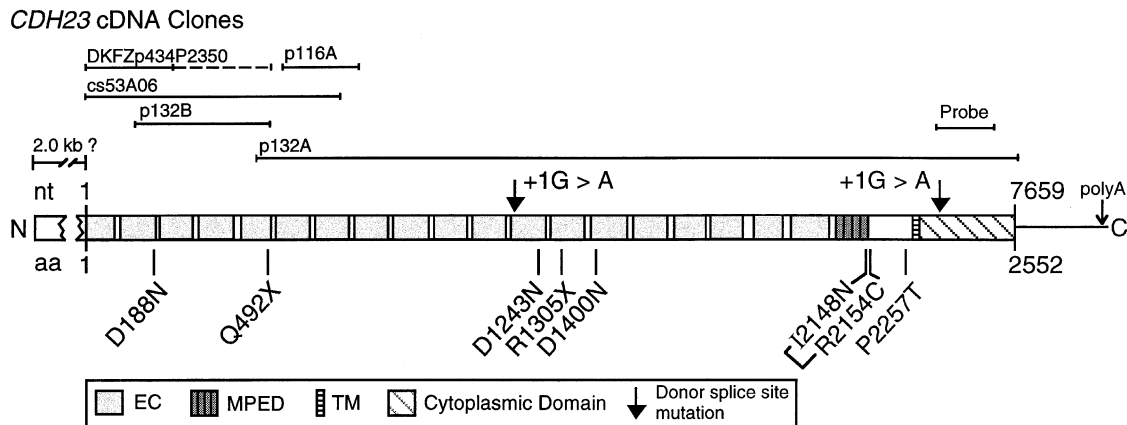 CDH23 cDNA Clones
DKFZp434P2350
p116A
cs53A06
p132B
Probe
2.0 kb ?
p132A
+1G > A
+1G > A
nt
1
7659
polyA
N
C
aa
1
2552
D188N
Q492X
D1243N
R1305X
D1400N
I2148N
R2154C
P2257T
EC
MPED
TM
Cytoplasmic Domain
Donor splice site
mutation